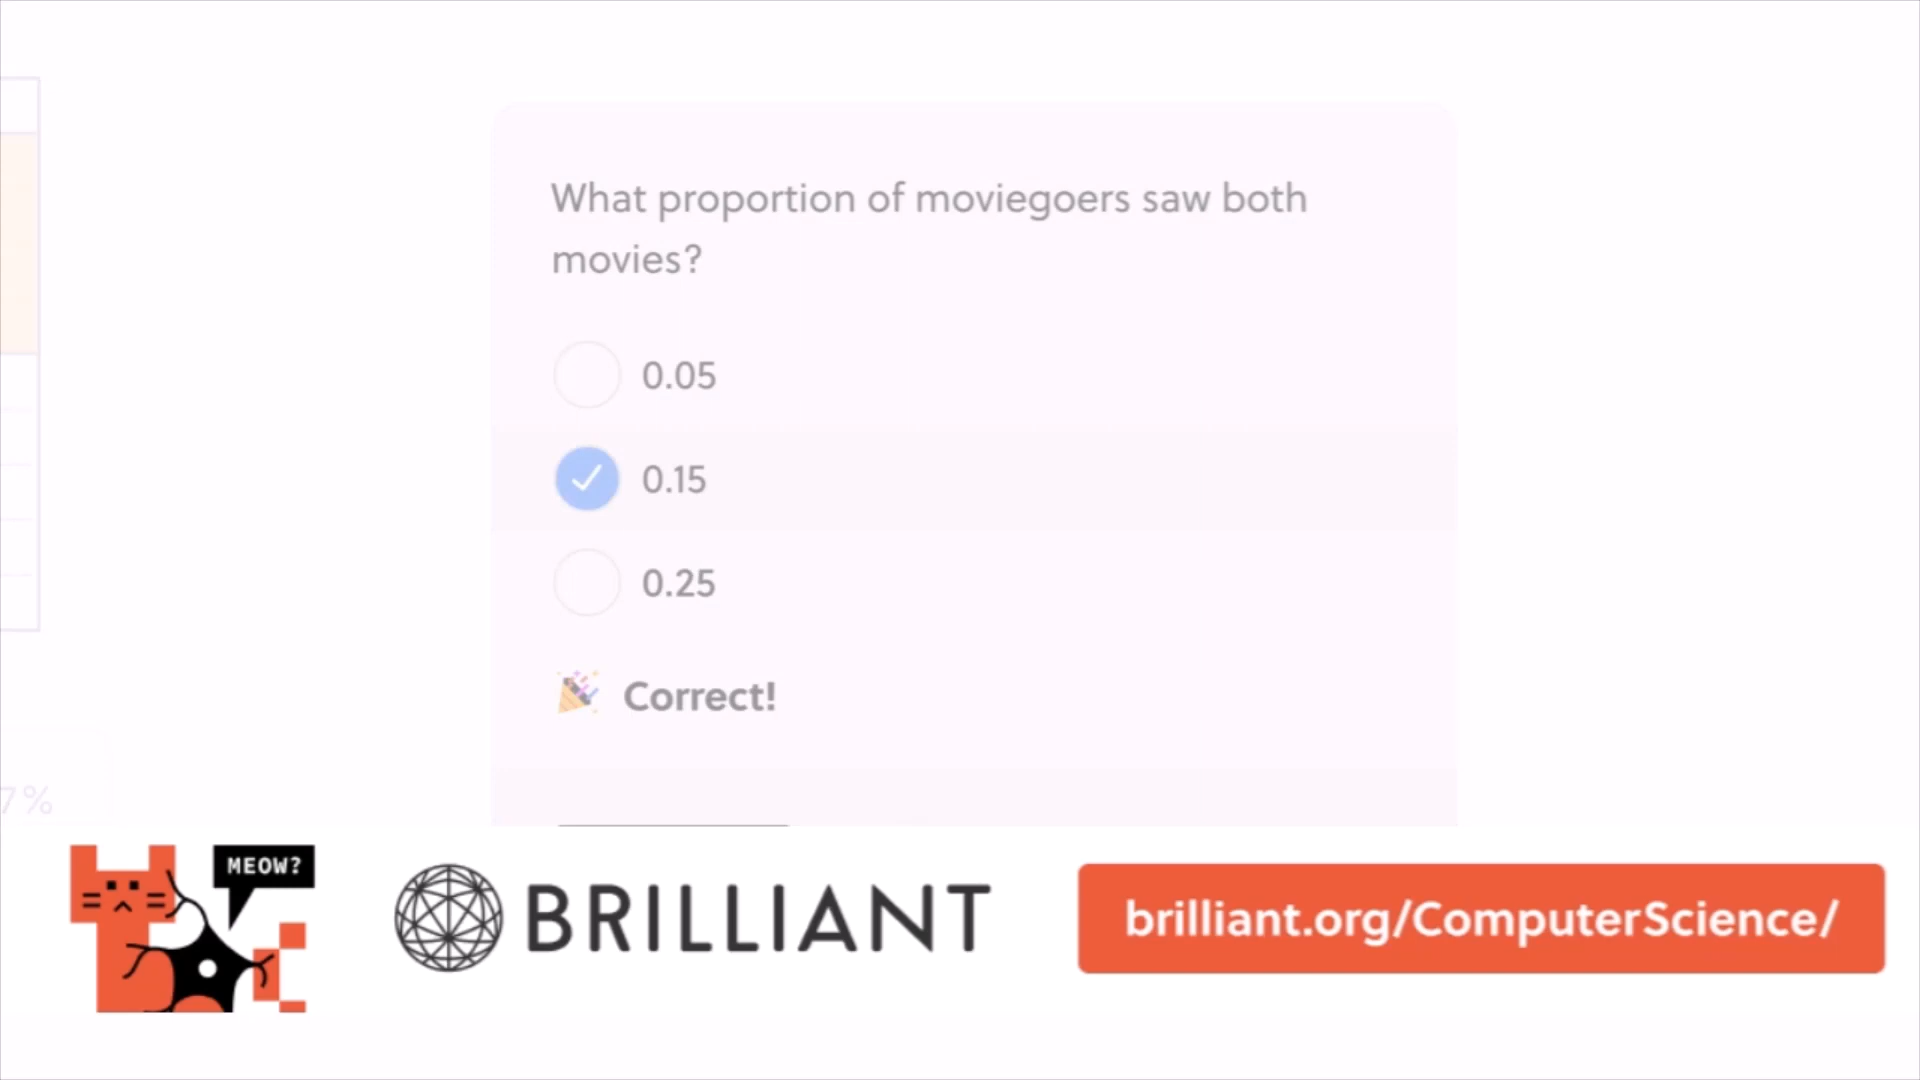 What proportion of moviegoers saw both
movies?
0.05
0.15
0.25
Correct!
7%
MEOW?
BRILLIANT
brilliant.org/ComputerScience/